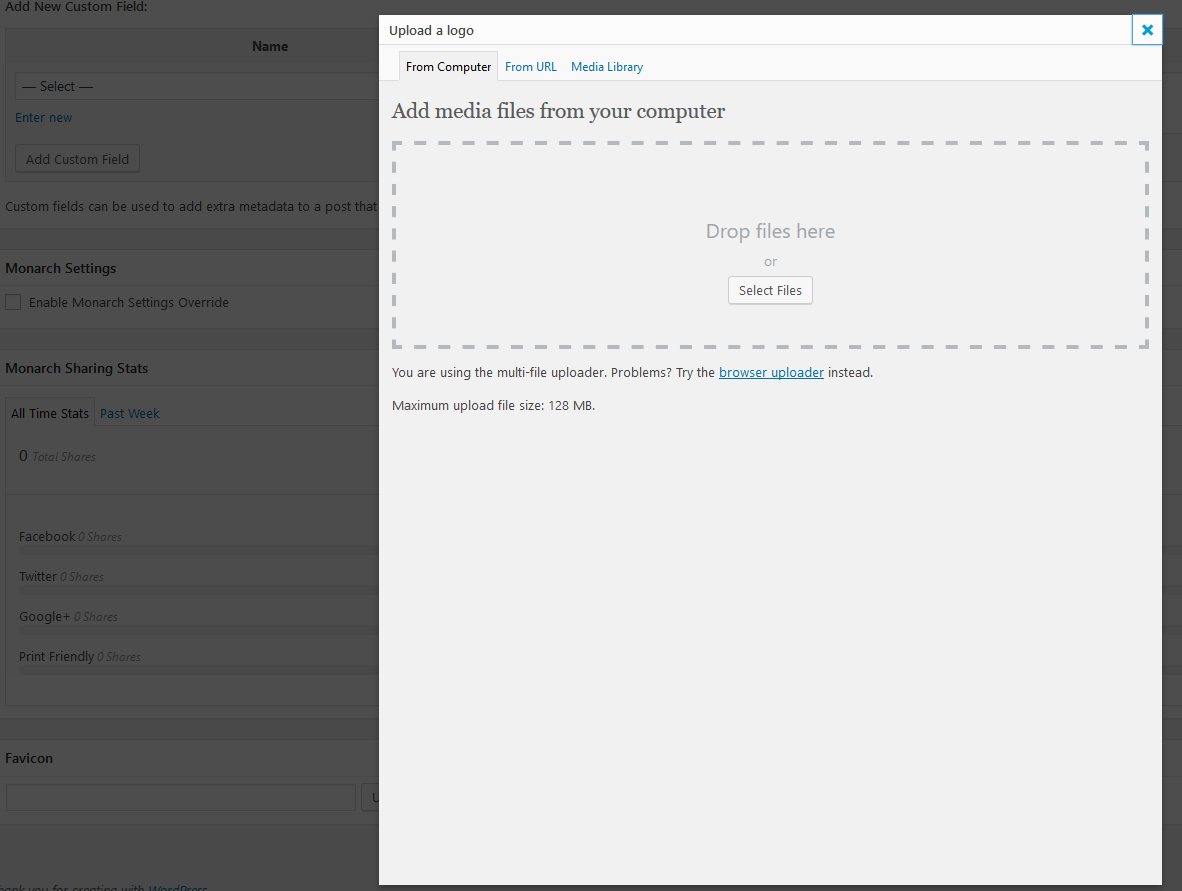 Add New Custom Field:
Name
— Select —
Enter new
Add Custom Field
Custom fields can be used to add extra metadata to a post that
Monarch Settings
Enable Monarch Settings Override
Monarch Sharing Stats
All Time Stats Past Week
0 Total Shares
Facebook 0 Shares
Twitter 0 Shares
Google+ 0 Shares
Print Friendly 0 Shares
Favicon
U
hank you for creating with WordPress
Upload a logo
From Computer From URL Media Library
Add media files from your computer
Drop files here
or
Select Files
You are using the multi-file uploader. Problems? Try the browser uploader instead.
Maximum upload file size: 128 MB.